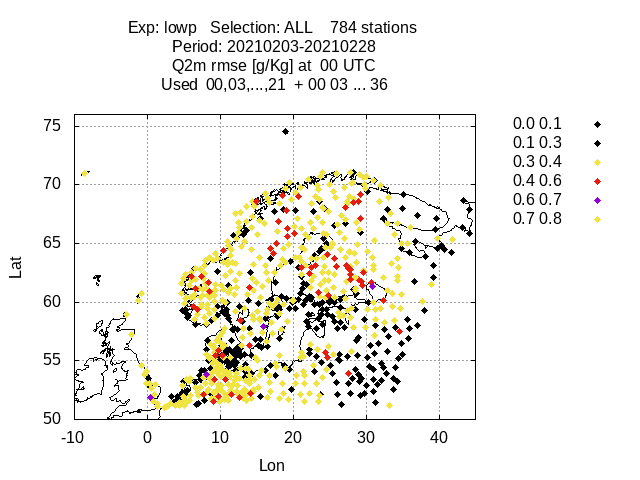 Exp: lowp   Selection: ALL    784 stations
Period: 20210203-20210228
Q2m rmse [g/Kg] at  00 UTC
Used  00,03,...,21  + 00 03 ... 36
0.0 0.1
0.1 0.3
0.3 0.4
0.4 0.6
0.6 0.7
0.7 0.8
75
70
65
60
55
50
Lat
-10 0 10 20 30 40
Lon